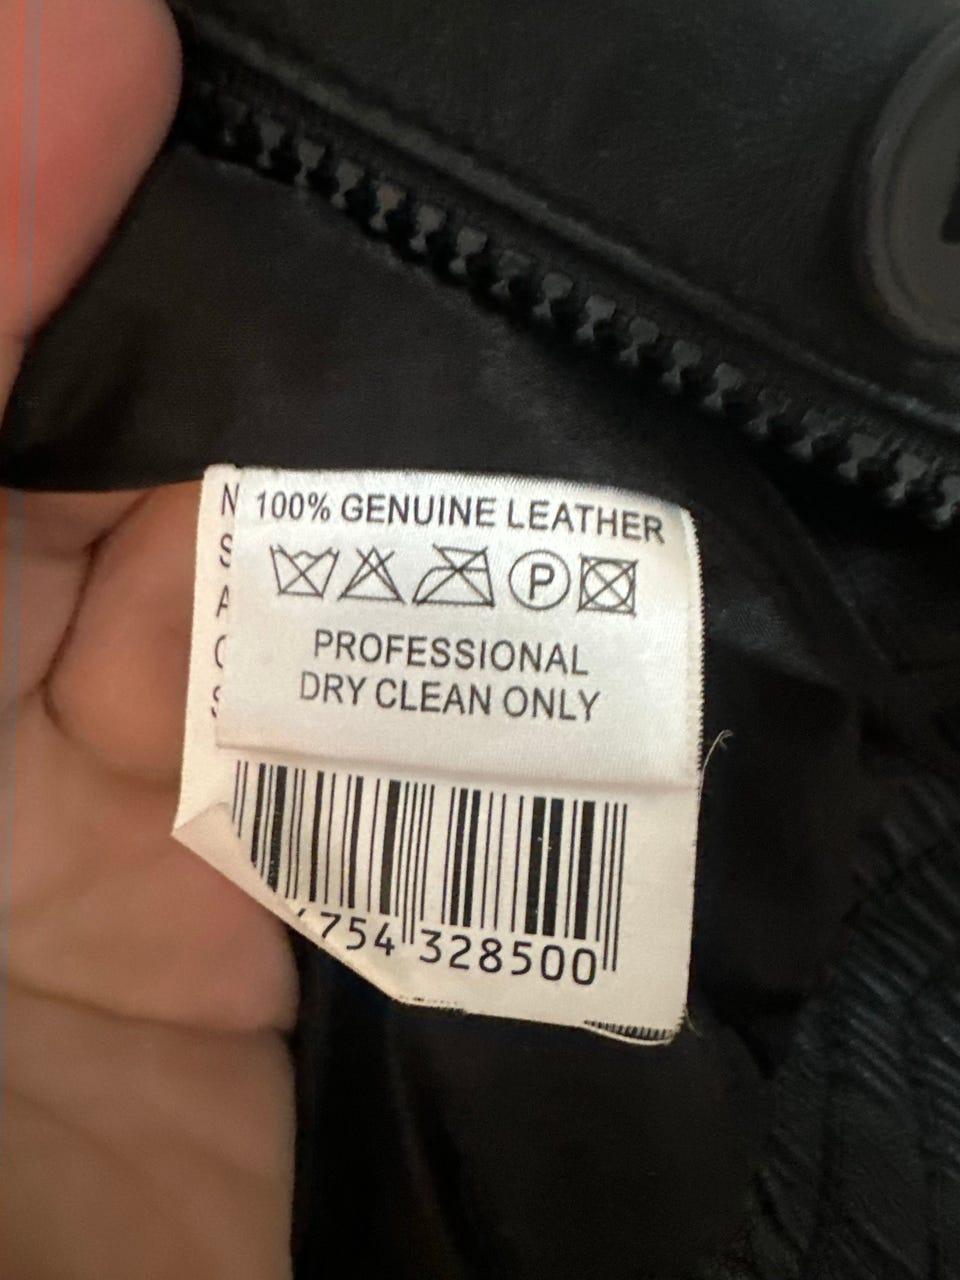 100% GENUINE LEATHER
P
PROFESSIONAL
DRY CLEAN ONLY
754 328500